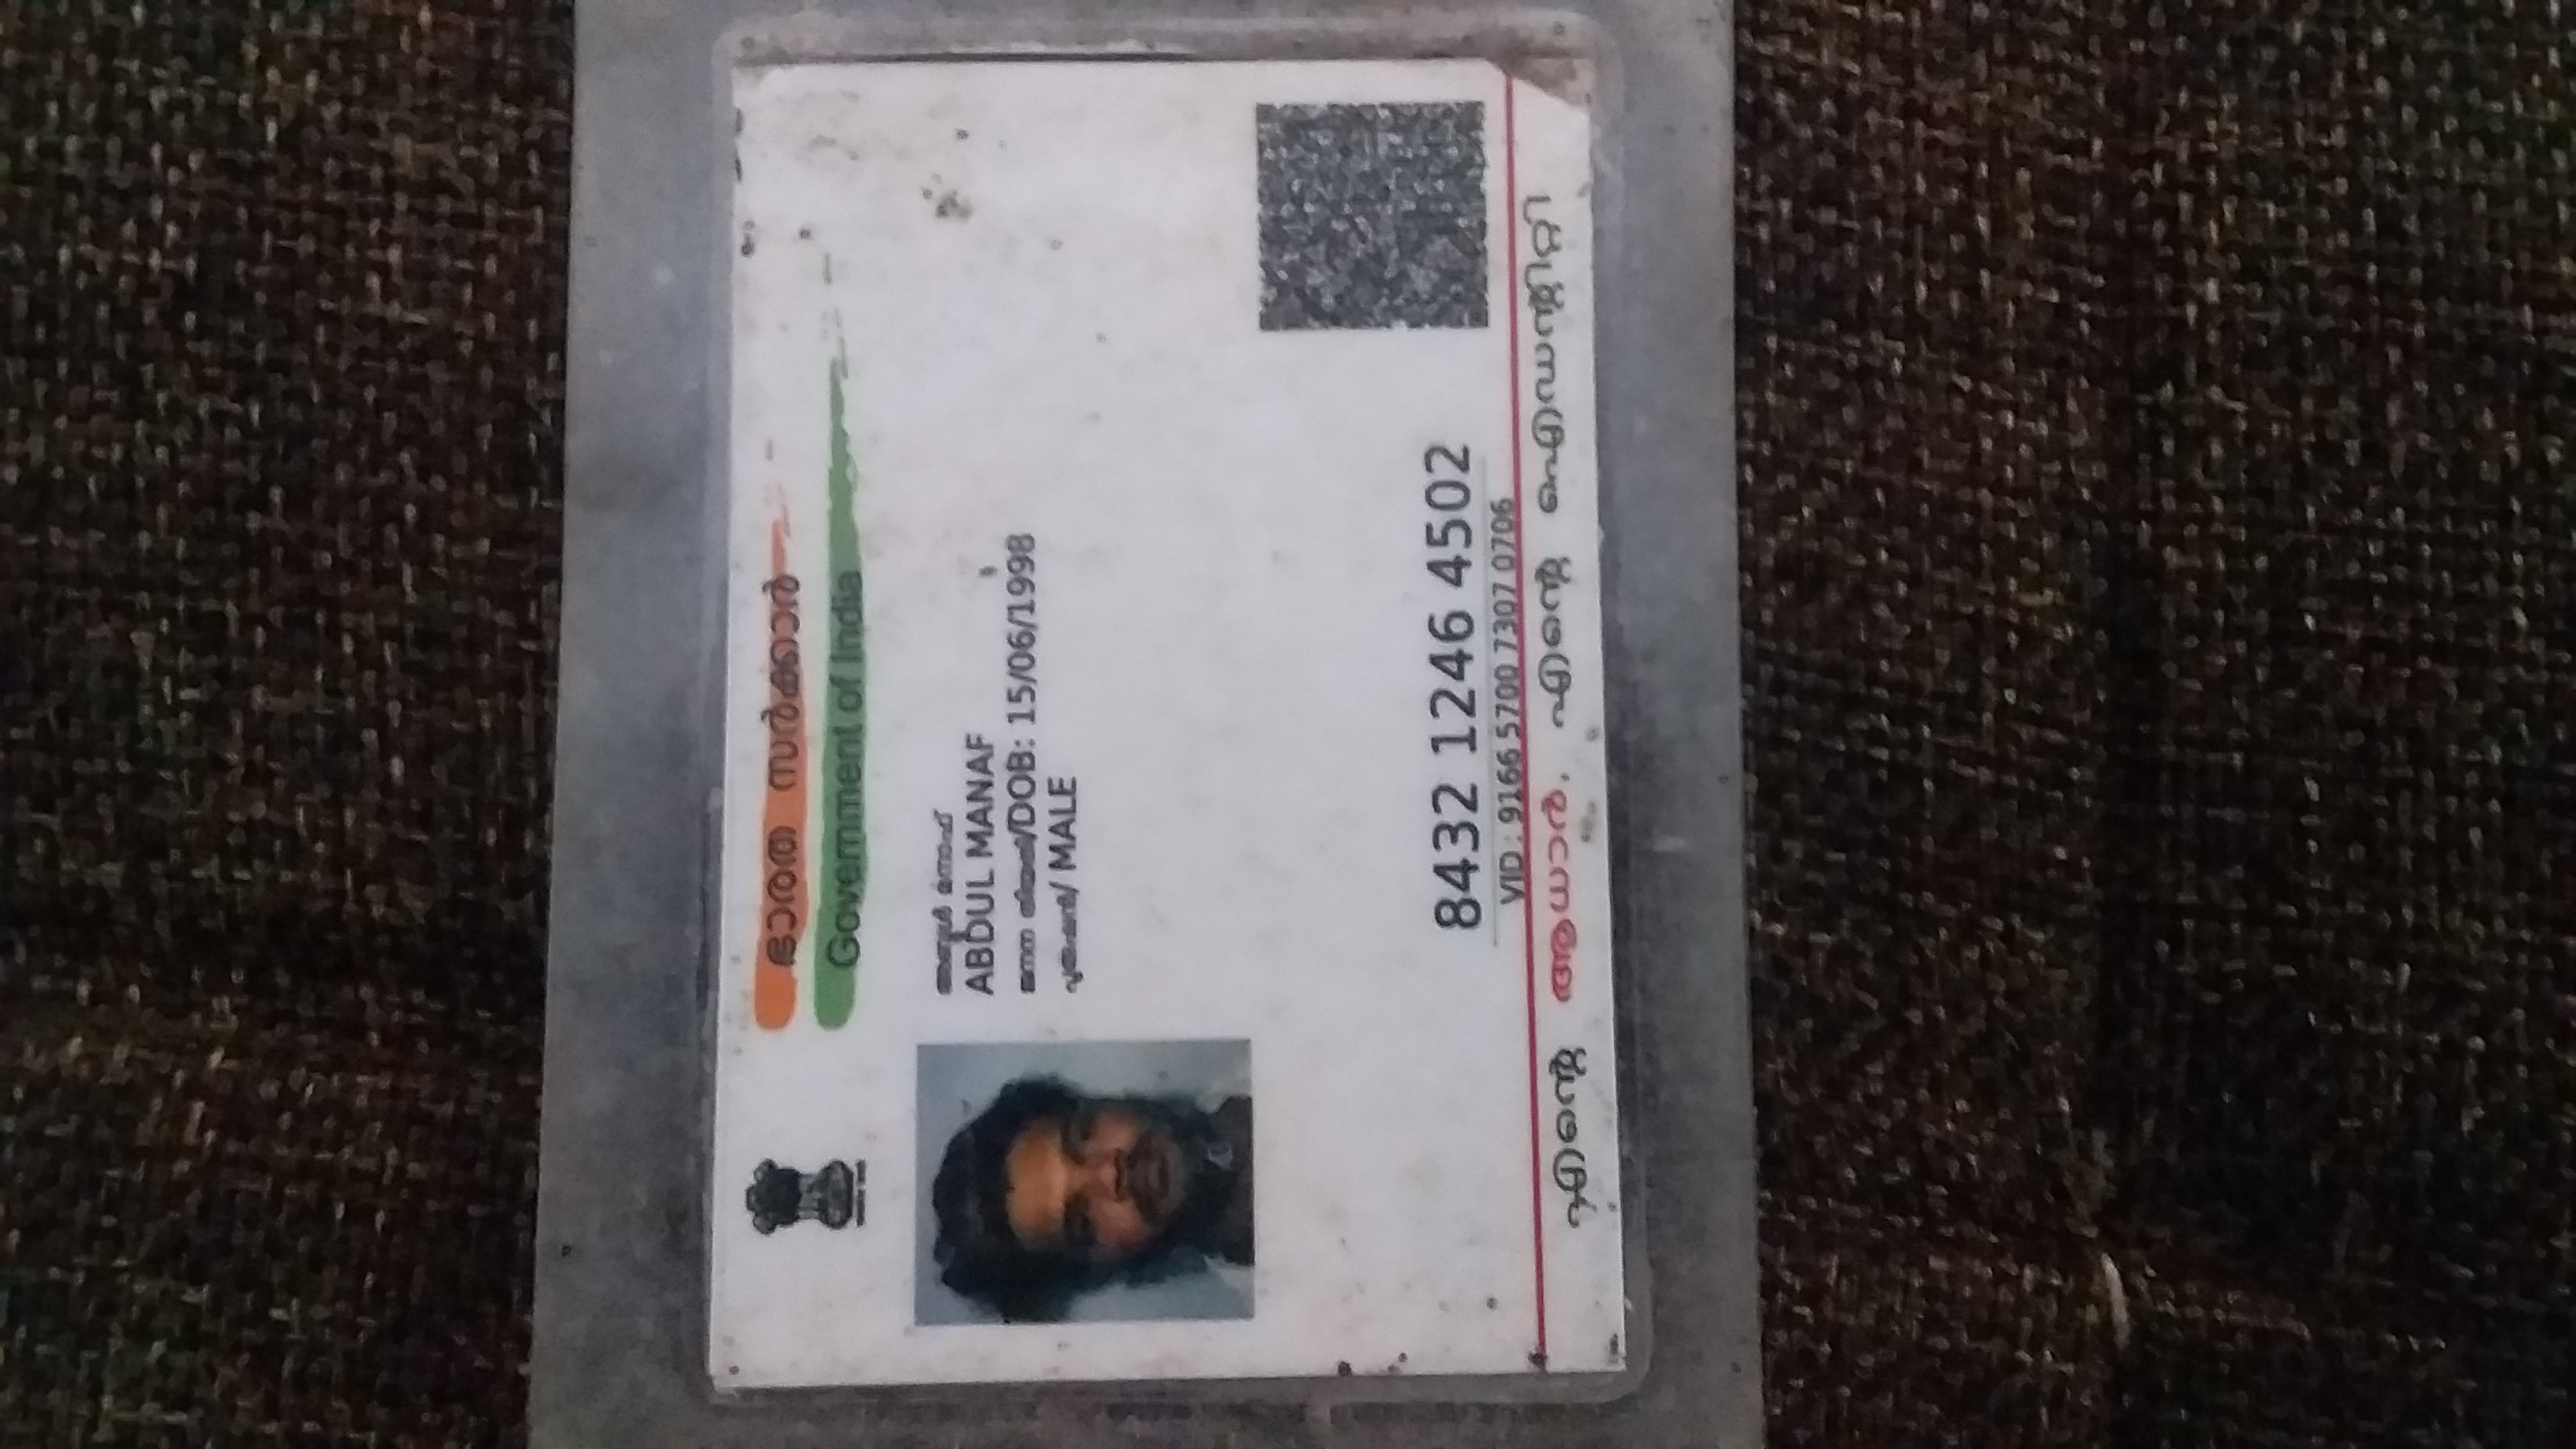 ഭാരത സർക്കാർ
Government of India
അബ്ദുൾ മനാഫ്
ABDUL MANAF
ജനന തിയതി/DOB: 15/06/1998
പുരുഷൻ/ MALE
8432 1246 4502
VID : 9166 5700 7307 0706
എന്റെ ആധാർ, എന്റെ ഐഡന്റിറ്റി